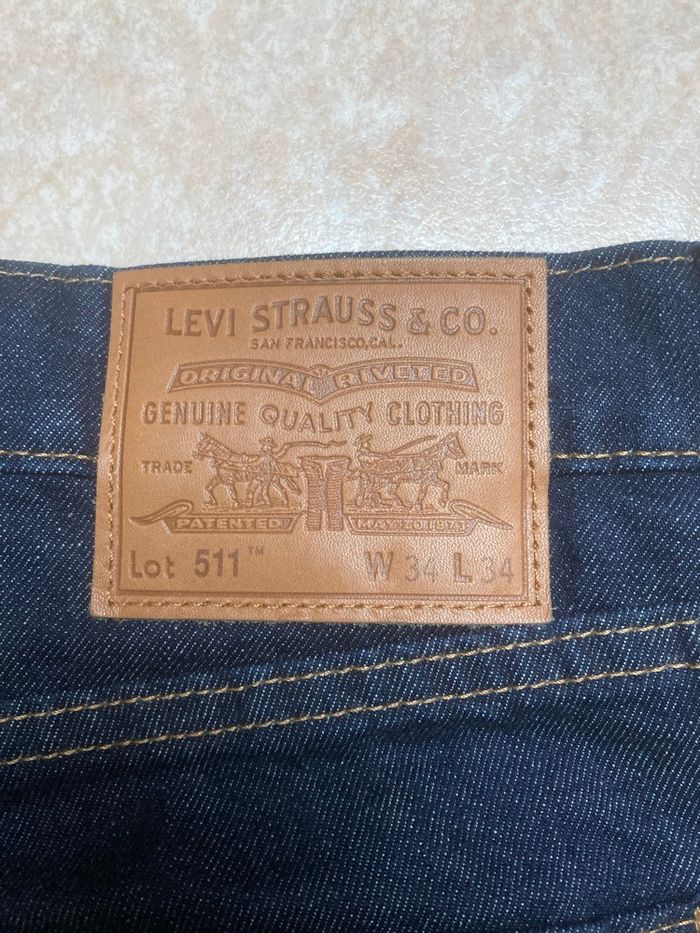 LEVI STRAUSS & CO.
SAN FRANCISCO, CAL.
ORIGINAL RIVETED
GENUINE QUALITY CLOTHING
TRADE MARK
PATENTED MAY 20 1873
Lot 511™ W 34 L 34